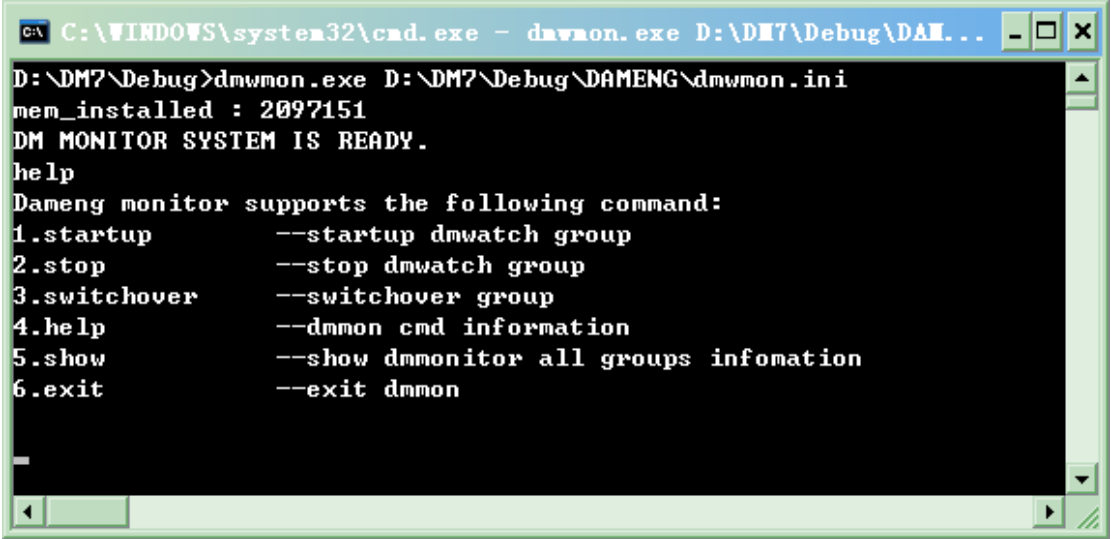 C:\WINDOWS\system32\cmd.exe - dmwmon.exe D:\DM7\Debug\DAM...
D:\DM7\Debug>dmwmon.exe D:\DM7\Debug\DAMENG\dmwmon.ini
mem_installed : 2097151
DM MONITOR SYSTEM IS READY.
help
Dameng monitor supports the following command:
1.startup --startup dmwatch group
2.stop --stop dmwatch group
3.switchover --switchover group
4.help --dmmon cmd information
5.show --show dmmonitor all groups infomation
6.exit --exit dmmon